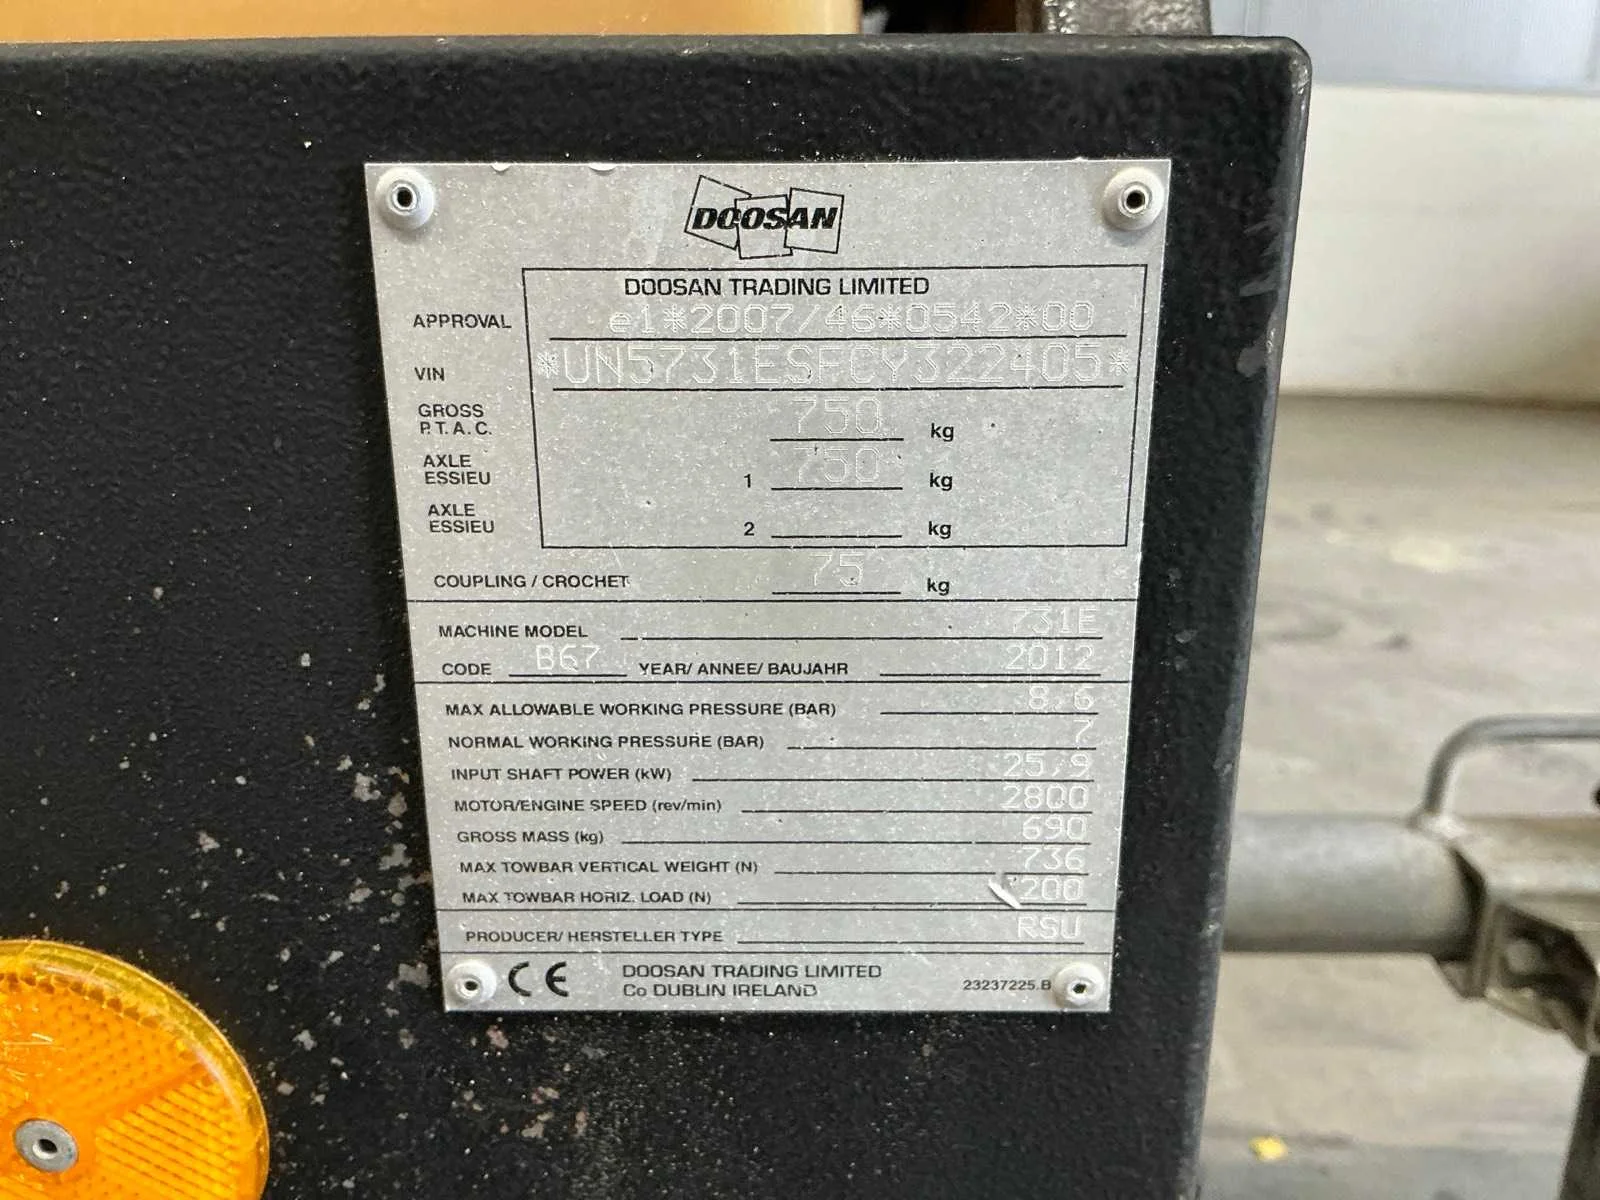 DOOSAN
DOOSAN TRADING LIMITED
APPROVAL e1*2007/46*0542*00
VIN *UN5731ESFCY322405*
GROSS
P.T.A.C. 750 kg
AXLE
ESSIEU 1 750 kg
AXLE
ESSIEU 2 kg
COUPLING / CROCHET 75 kg
MACHINE MODEL 731E
CODE B67 YEAR/ ANNEE/ BAUJAHR 2012
MAX ALLOWABLE WORKING PRESSURE (BAR) 8,6
NORMAL WORKING PRESSURE (BAR) 7
INPUT SHAFT POWER (kW) 25,9
MOTOR/ENGINE SPEED (rev/min) 2800
GROSS MASS (kg) 690
MAX TOWBAR VERTICAL WEIGHT (N) 736
MAX TOWBAR HORIZ. LOAD (N)
PRODUCER/ HERSTELLER TYPE RSU
CE DOOSAN TRADING LIMITED
Co DUBLIN IRELAND 23237225.B